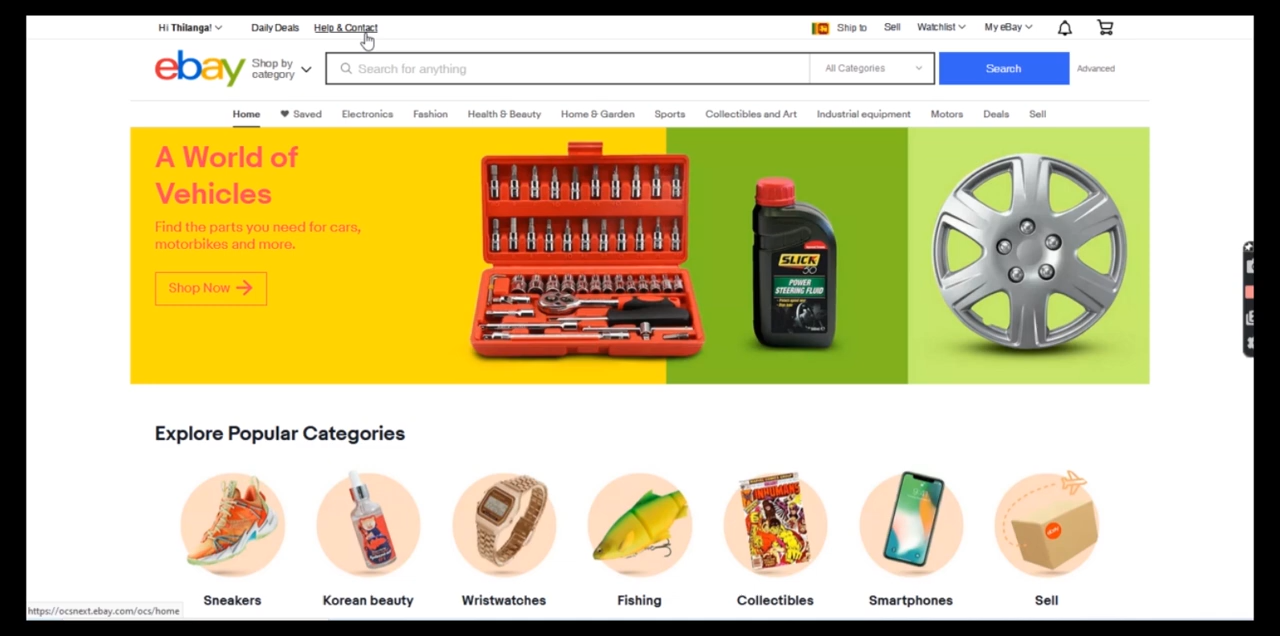 Hi Thilanga! Daily Deals Help & Contact Ship to Sell Watchlist My eBay
ebay Shop by category Search for anything All Categories Search Advanced
Home Saved Electronics Fashion Health & Beauty Home & Garden Sports Collectibles and Art Industrial equipment Motors Deals Sell
A World of
Vehicles
Find the parts you need for cars,
motorbikes and more.
Shop Now
SLICK
50
POWER
STEERING FLUID
Explore Popular Categories
INHUMANS
ebay
Sneakers Korean beauty Wristwatches Fishing Collectibles Smartphones Sell
https://ocsnext.ebay.com/ocs/home